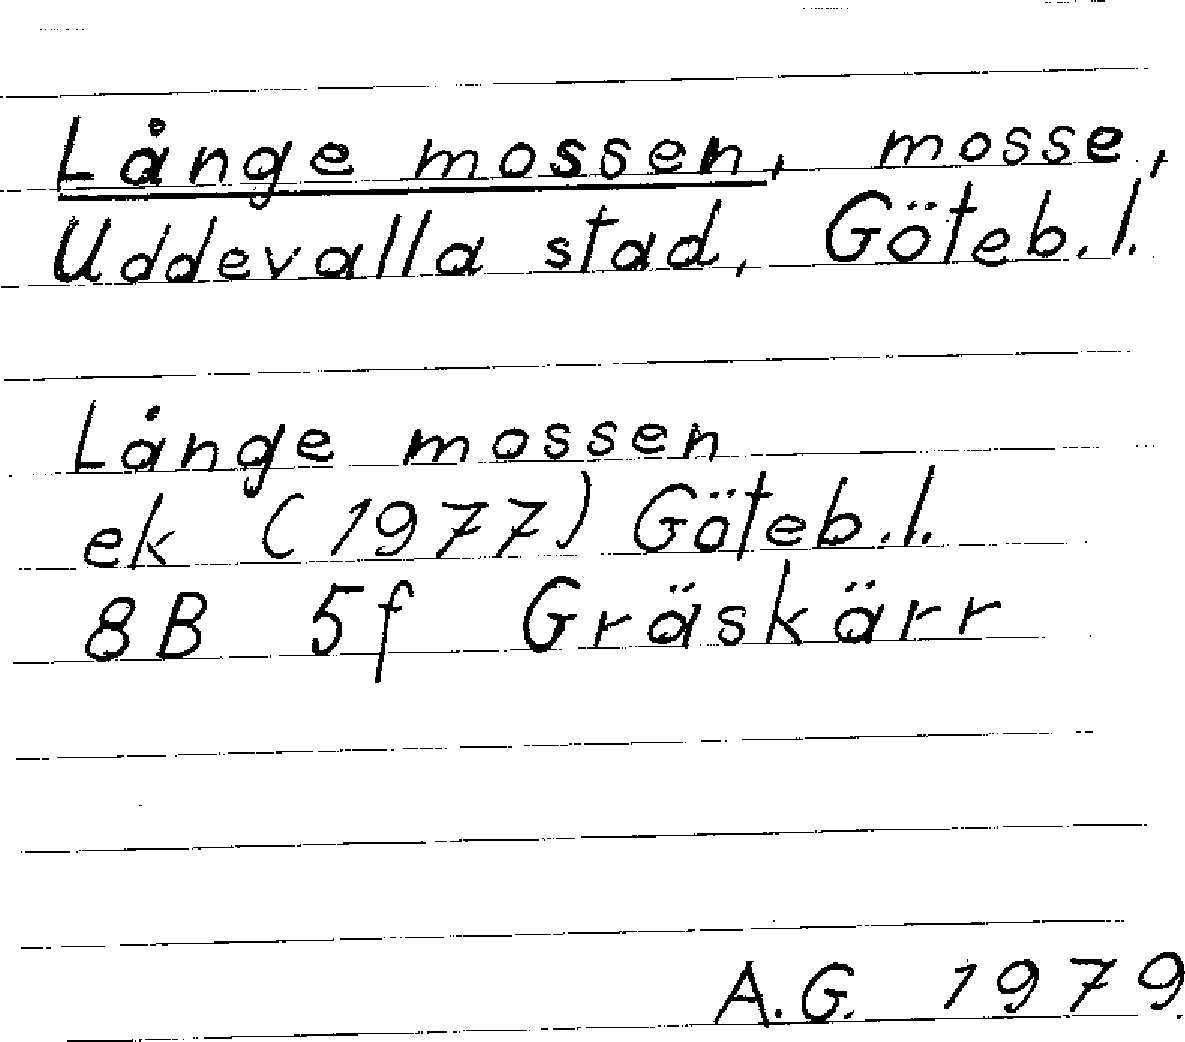 Långe mossen, mosse,
Uddevalla stad, Göteb.l.
Långe mossen
ek (1977) Göteb.l.
8B 5f Gräskärr
A.G. 1979.